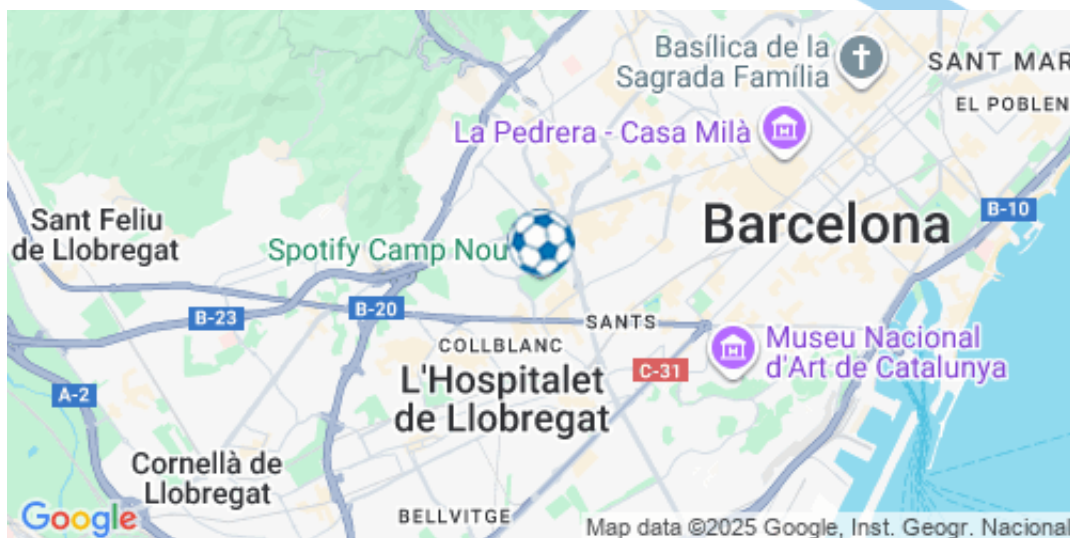 Basílica de la
Sagrada Família
SANT MAR
EL POBLEN
La Pedrera - Casa Milà
Sant Feliu
de Llobregat
Spotify Camp Nou
Barcelona
B-10
B-20
B-23
SANTS
COLLBLANC
Museu Nacional
d'Art de Catalunya
C-31
L'Hospitalet
de Llobregat
A-2
Cornellà de
Llobregat
BELLVITGE
Google
Map data ©2025 Google, Inst. Geogr. Nacional